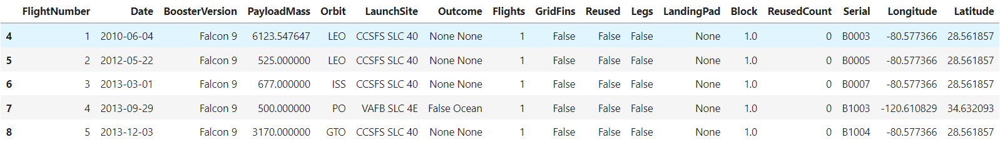 FlightNumber Date BoosterVersion PayloadMass Orbit LaunchSite Outcome Flights GridFins Reused Legs LandingPad Block ReusedCount Serial Longitude Latitude
4 1 2010-06-04 Falcon 9 6123.547647 LEO CCSFS SLC 40 None None 1 False False False None 1.0 0 B0003 -80.577366 28.561857
5 2 2012-05-22 Falcon 9 525.000000 LEO CCSFS SLC 40 None None 1 False False False None 1.0 0 B0005 -80.577366 28.561857
6 3 2013-03-01 Falcon 9 677.000000 ISS CCSFS SLC 40 None None 1 False False False None 1.0 0 B0007 -80.577366 28.561857
7 4 2013-09-29 Falcon 9 500.000000 PO VAFB SLC 4E False Ocean 1 False False False None 1.0 0 B1003 -120.610829 34.632093
8 5 2013-12-03 Falcon 9 3170.000000 GTO CCSFS SLC 40 None None 1 False False False None 1.0 0 B1004 -80.577366 28.561857